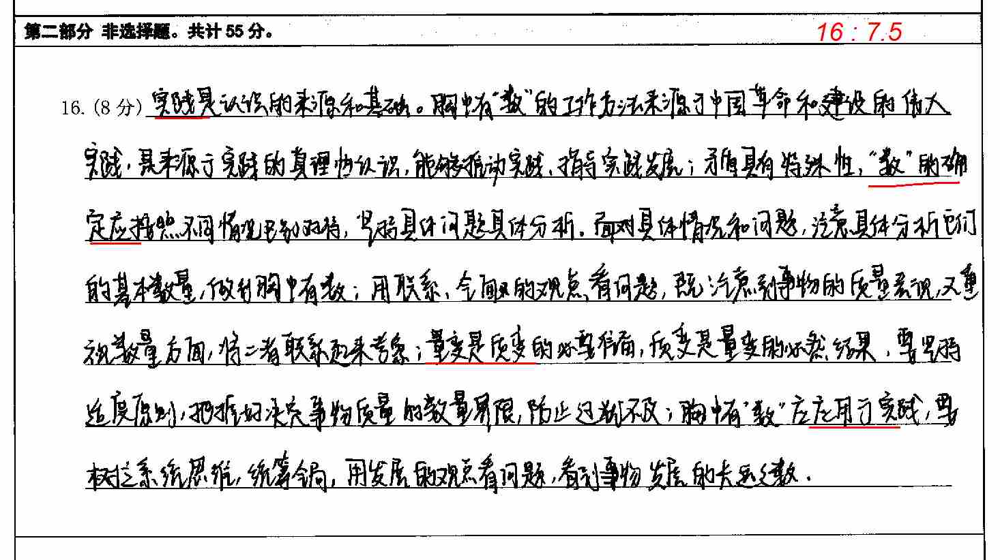 第二部分 非选择题。共计55分。
16:7.5
16.(8分)实践是认识的来源和基础。胸中有“数”的工作方法来源于中国革命和建设的伟大
实践,是来源于实践的真理性认识,能够推动实践、指导实践发展;矛盾具有特殊性,“数”的确
定应按照不同情况区别对待,坚持具体问题具体分析。面对具体情况和问题,注意具体分析它们
的基本数量,做到胸中有数;用联系、全面的观点看问题,既注意到事物的质量表现,又重
视数量方面,将二者联系起来考察;量变是质变的必要准备,质变是量变的必然结果,要坚持
适度原则,把握好决定事物质量的数量界限,防止过犹不及;胸中有“数”应应用于实践,要
树立系统思维,统筹全局,用发展的观点看问题,看到事物发展的长远之数.